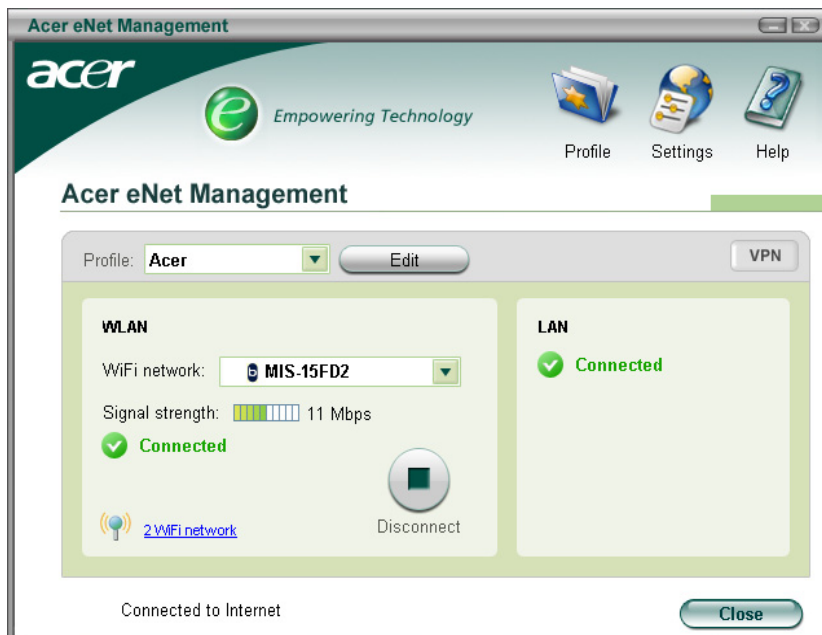 Acer eNet Management
acer
e Empowering Technology
Profile Settings Help
Acer eNet Management
Profile: Acer Edit VPN
WLAN
WiFi network: b MIS-15FD2
Signal strength: 11 Mbps
Connected
2 WiFi network
Disconnect
LAN
Connected
Connected to Internet
Close